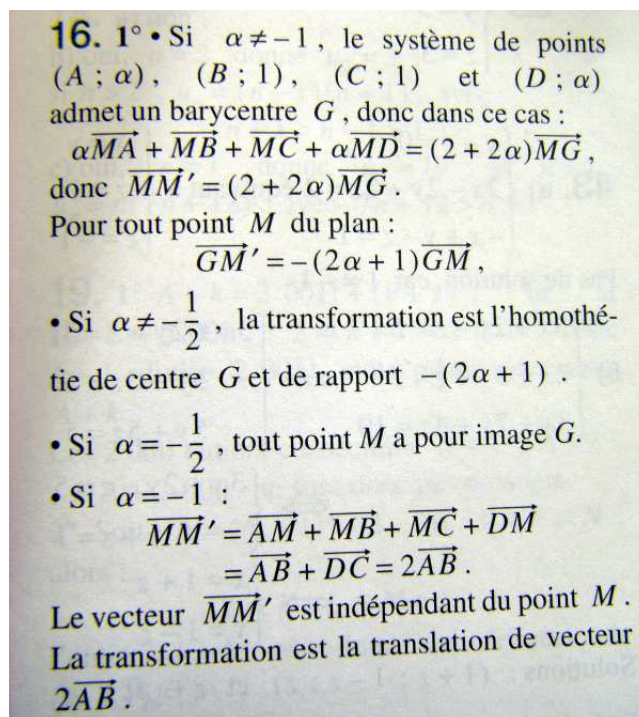 16. 1° • Si α ≠ −1 , le système de points
(A ; α) , (B ; 1) , (C ; 1) et (D ; α)
admet un barycentre G , donc dans ce cas :
α\overrightarrow{MA} + \overrightarrow{MB} + \overrightarrow{MC} + α\overrightarrow{MD} = (2 + 2α)\overrightarrow{MG} ,
donc \overrightarrow{MM}′ = (2 + 2α)\overrightarrow{MG} .
Pour tout point M du plan :
\overrightarrow{GM}′ = −(2α + 1)\overrightarrow{GM} ,
• Si α ≠ −\frac{1}{2} , la transformation est l'homothé-
tie de centre G et de rapport −(2α + 1) .
• Si α = −\frac{1}{2} , tout point M a pour image G.
• Si α = −1 :
\overrightarrow{MM}′ = \overrightarrow{AM} + \overrightarrow{MB} + \overrightarrow{MC} + \overrightarrow{DM}
= \overrightarrow{AB} + \overrightarrow{DC} = 2\overrightarrow{AB} .
Le vecteur \overrightarrow{MM}′ est indépendant du point M .
La transformation est la translation de vecteur
2\overrightarrow{AB} .